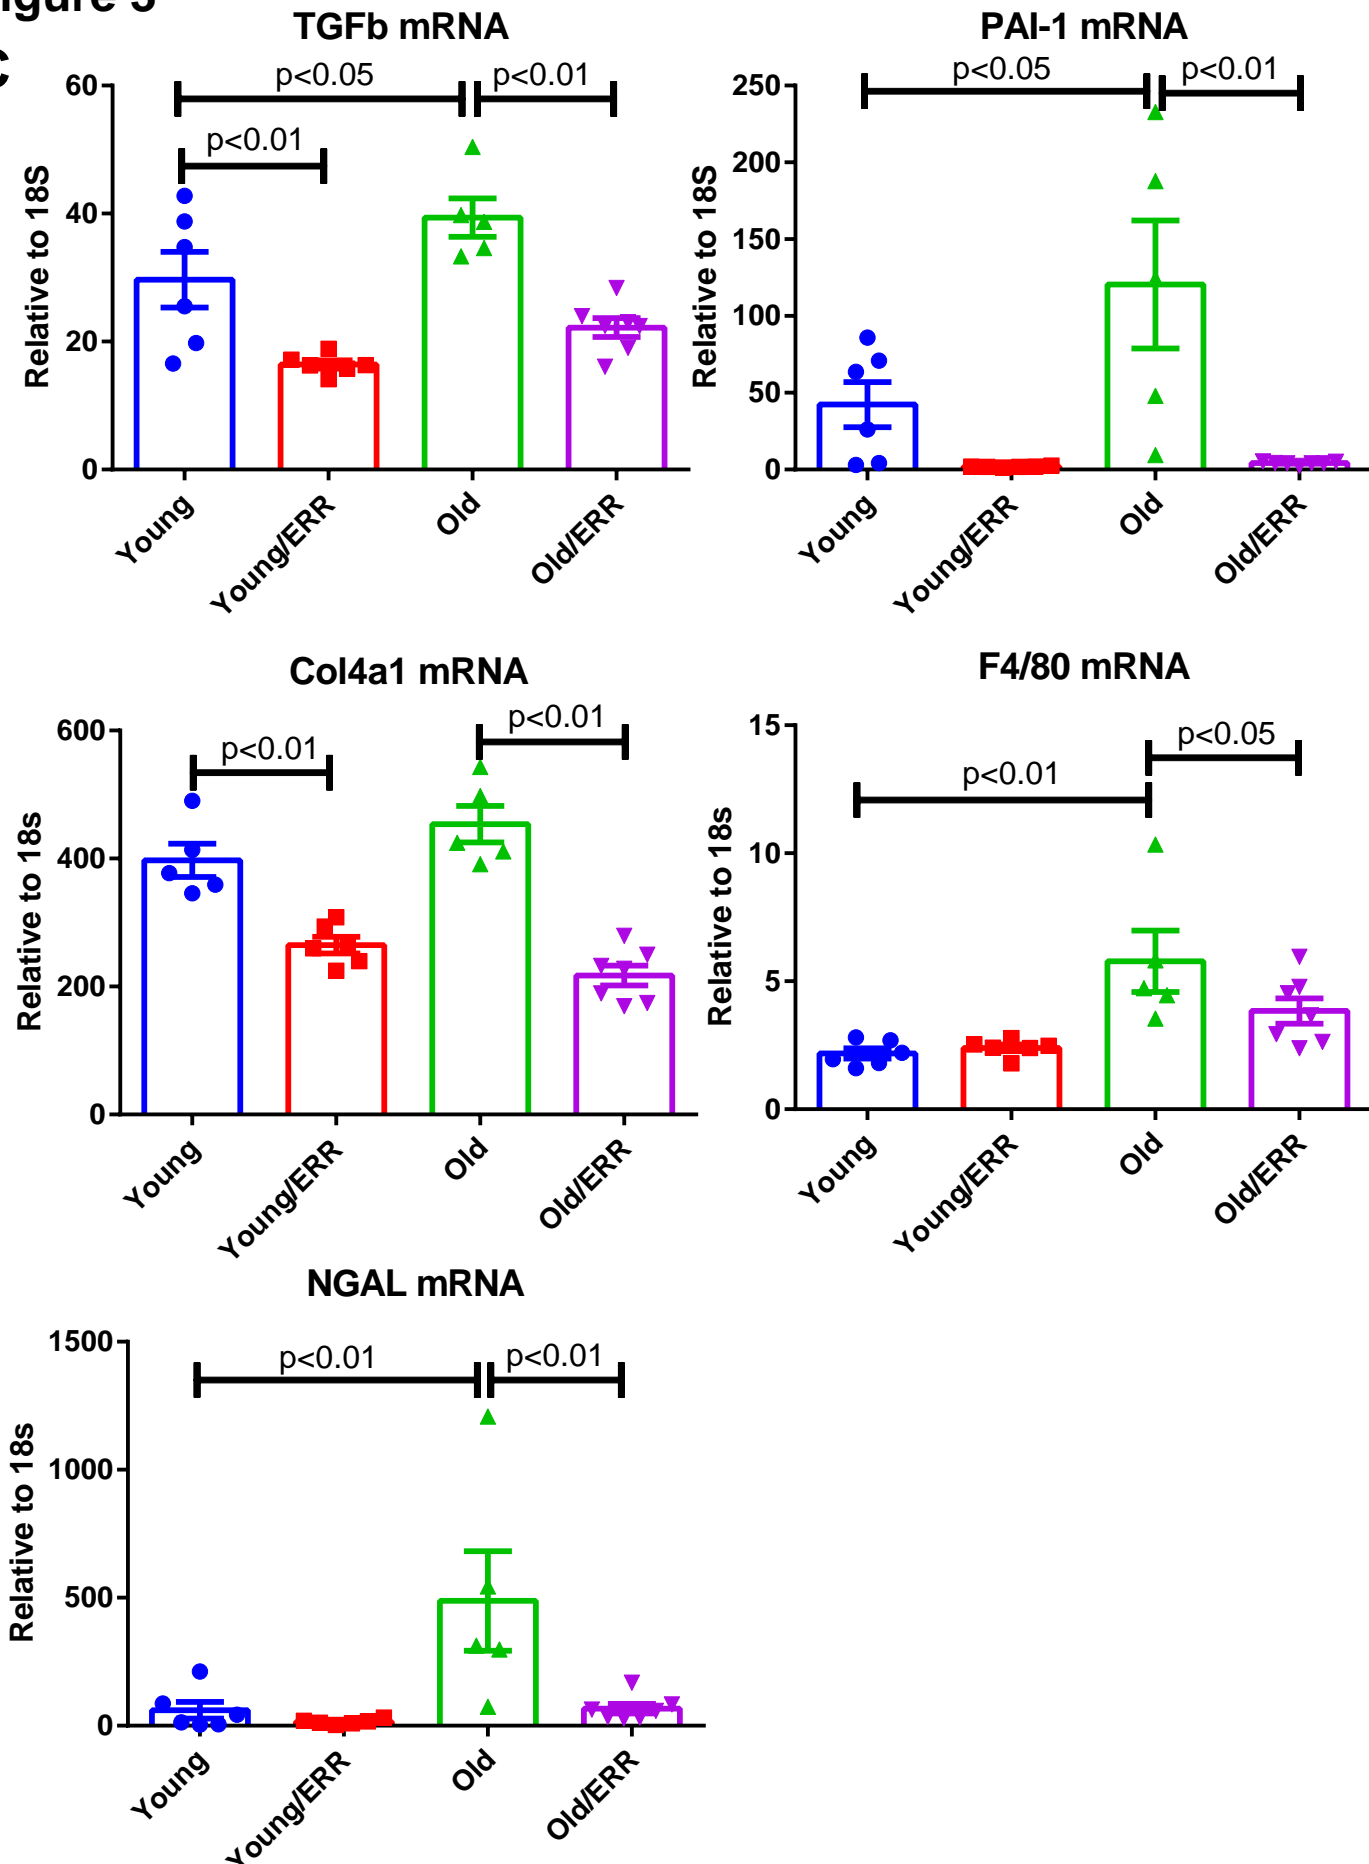 TGFb mRNA
p<0.05
p<0.01
p<0.01
60
40
20
0
Relative to 18S
Young
Young/ERR
Old
Old/ERR
PAI-1 mRNA
p<0.05
p<0.01
250
200
150
100
50
0
Relative to 18S
Young
Young/ERR
Old
Old/ERR
Col4a1 mRNA
p<0.01
p<0.01
600
400
200
0
Relative to 18s
Young
Young/ERR
Old
Old/ERR
F4/80 mRNA
p<0.05
p<0.01
15
10
5
0
Relative to 18s
Young
Young/ERR
Old
Old/ERR
NGAL mRNA
p<0.01
p<0.01
1500
1000
500
0
Relative to 18s
Young
Young/ERR
Old
Old/ERR